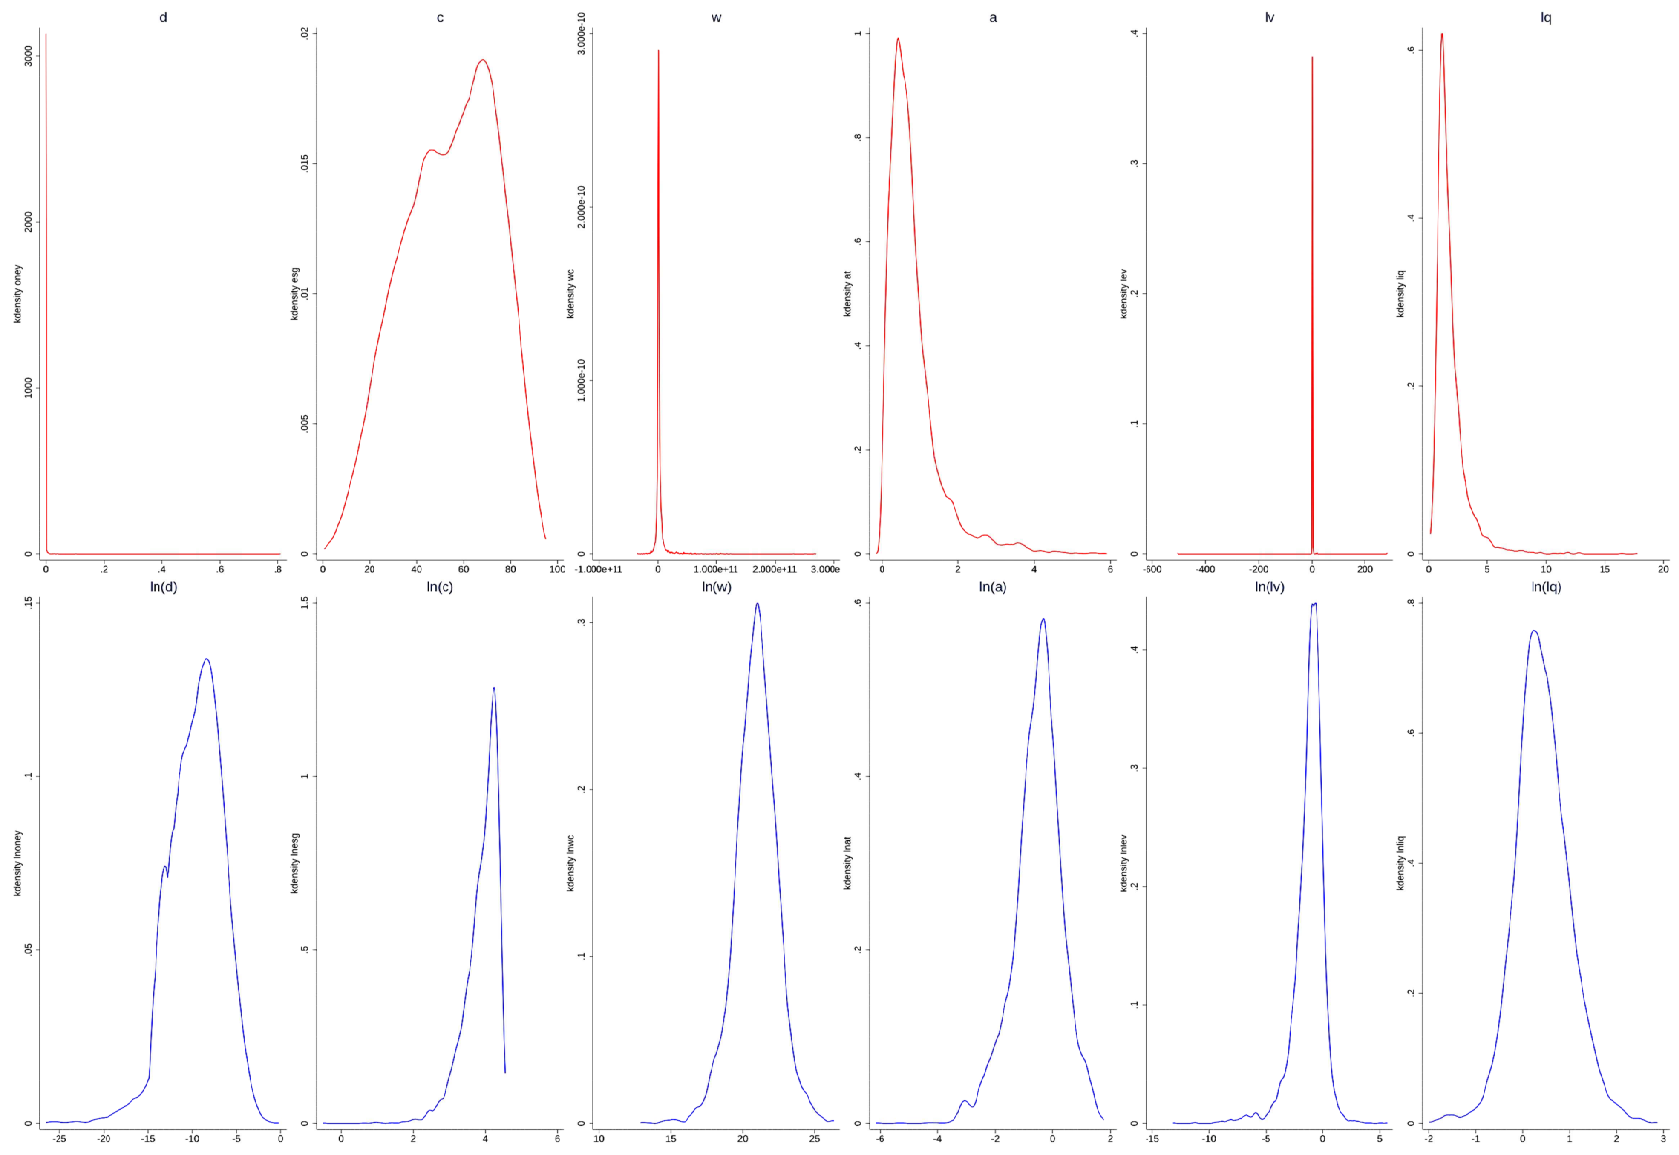 d
3000
2000
1000
0
kdensity oney
0 .2 .4 .6 .8
c
.02
.015
.01
.005
0
kdensity esg
0 20 40 60 80 100
w
3.000e-10
2.000e-10
1.000e-10
0
kdensity wc
-1.000e+11 0 1.000e+11 2.000e+11 3.000e
a
1
.8
.6
.4
.2
0
kdensity at
0 2 4 6
lv
.4
.3
.2
.1
0
kdensity lev
-600 -400 -200 0 200
lq
.6
.4
.2
0
kdensity liq
0 5 10 15 20
ln(d)
.15
.1
.05
0
kdensity lnoney
-25 -20 -15 -10 -5 0
ln(c)
1.5
1
.5
0
kdensity lnesg
0 2 4 6
ln(w)
.3
.2
.1
0
kdensity lnwc
10 15 20 25
ln(a)
.6
.4
.2
0
kdensity lnat
-6 -4 -2 0 2
ln(lv)
.4
.3
.2
.1
0
kdensity lnlev
-15 -10 -5 0 5
ln(lq)
.8
.6
.4
.2
0
kdensity lnliq
-2 -1 0 1 2 3